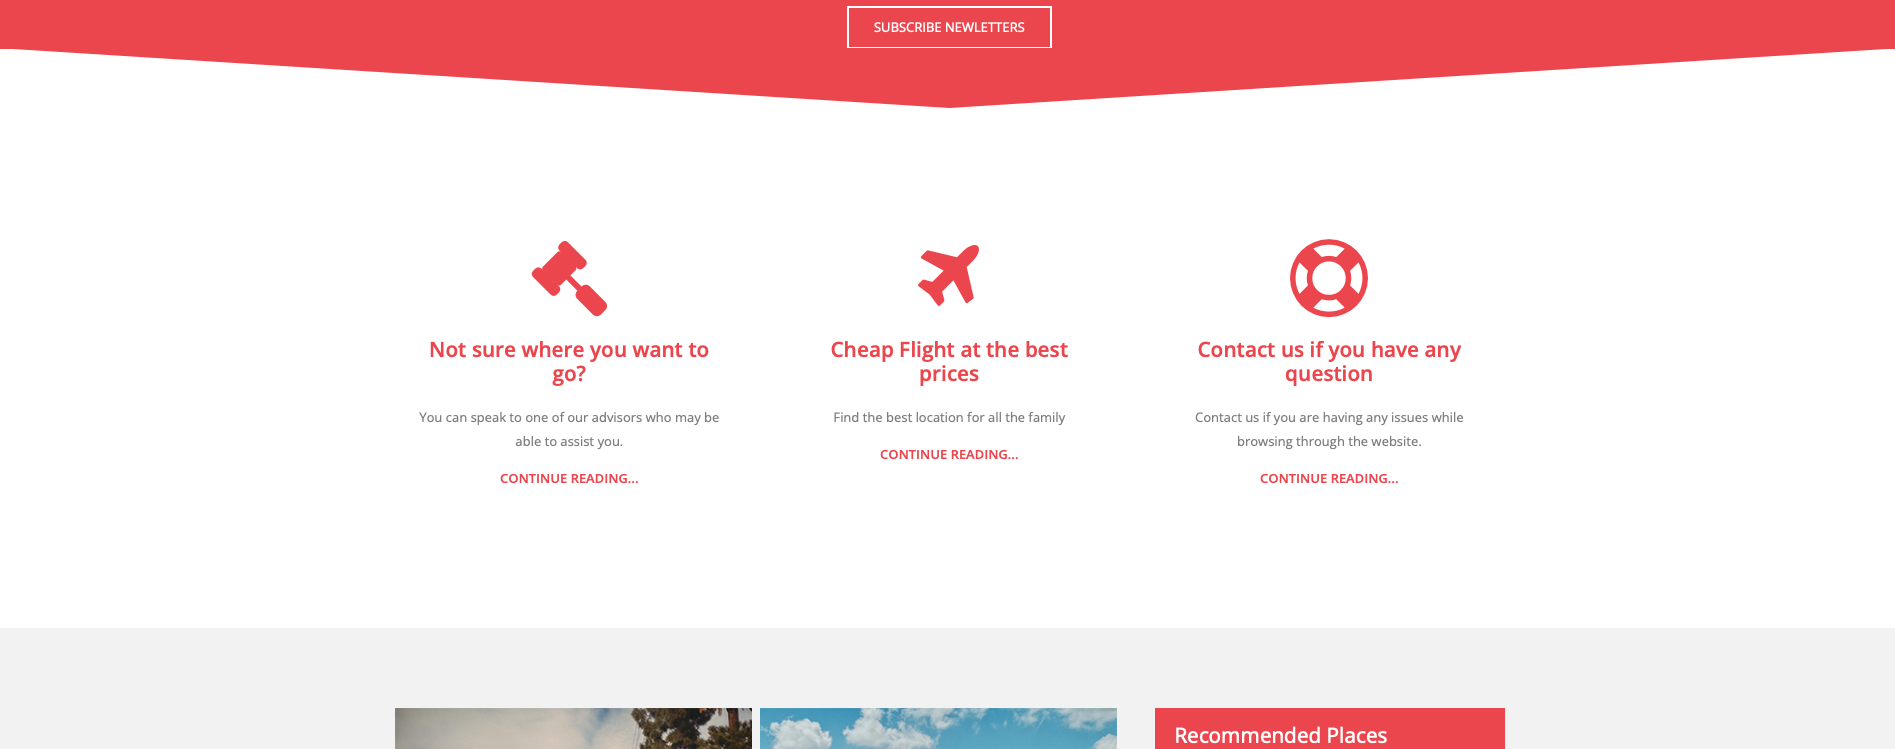 SUBSCRIBE NEWLETTERS
Not sure where you want to
go?
You can speak to one of our advisors who may be
able to assist you.
CONTINUE READING...
Cheap Flight at the best
prices
Find the best location for all the family
CONTINUE READING...
Contact us if you have any
question
Contact us if you are having any issues while
browsing through the website.
CONTINUE READING...
Recommended Places